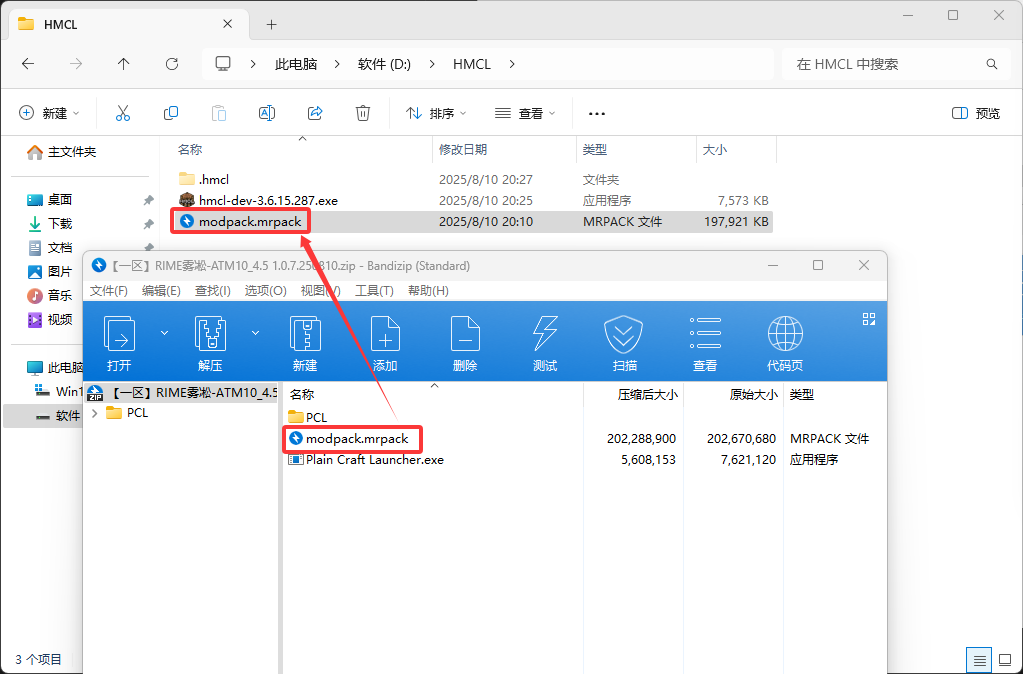 HMCL
此电脑 软件 (D:) HMCL
在 HMCL 中搜索
新建 排序 查看 预览
主文件夹
桌面
下载
文档
图片
音乐
视频
此电脑
Win1
软件
名称 修改日期 类型 大小
.hmcl 2025/8/10 20:27 文件夹
hmcl-dev-3.6.15.287.exe 2025/8/10 20:25 应用程序 7,573 KB
modpack.mrpack 2025/8/10 20:10 MRPACK 文件 197,921 KB
【一区】RIME雾凇-ATM10_4.5 1.0.7.250810.zip - Bandizip (Standard)
文件(F) 编辑(E) 查找(I) 选项(O) 视图(V) 工具(T) 帮助(H)
打开 解压 新建 添加 删除 测试 扫描 查看 代码页
【一区】RIME雾凇-ATM10_4.5
PCL
名称 压缩后大小 原始大小 类型
PCL
modpack.mrpack 202,288,900 202,670,680 MRPACK 文件
Plain Craft Launcher.exe 5,608,153 7,621,120 应用程序
3 个项目